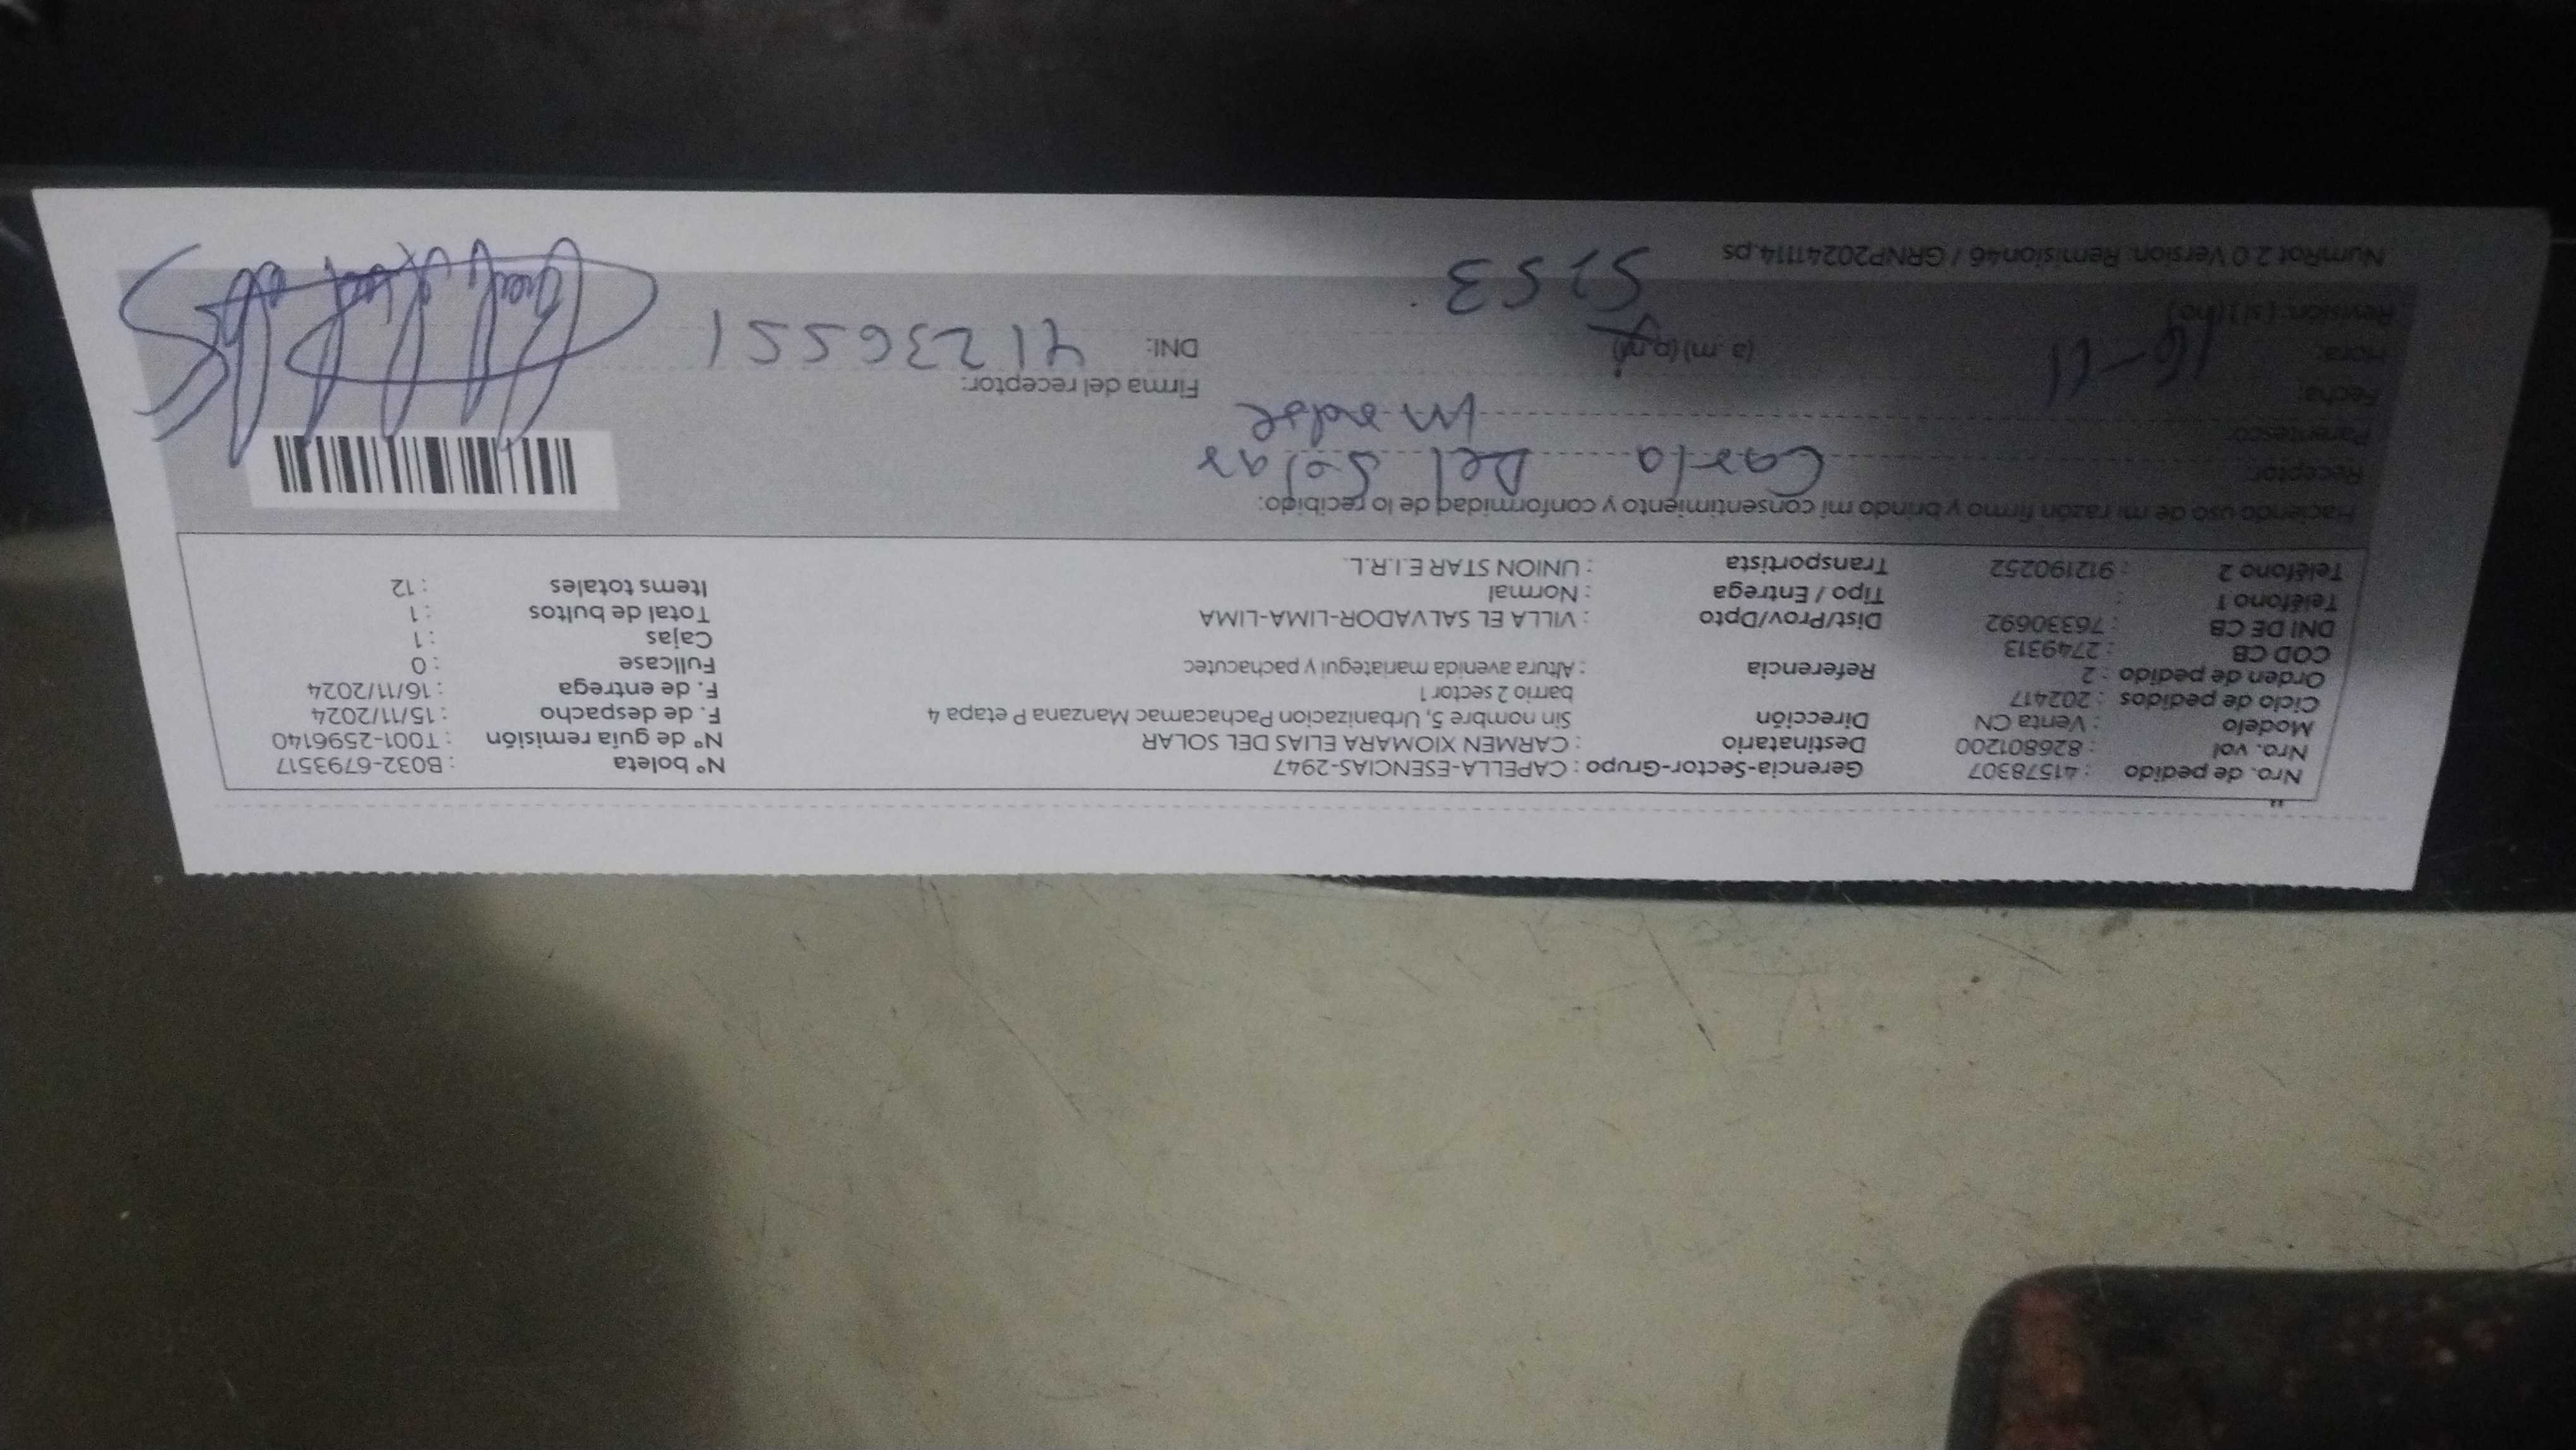 Nro. de pedido : 41578307 Gerencia-Sector-Grupo : CAPELLA-ESENCIAS-2947 N° boleta : B032-6793517
Nro. vol : 826801200 Destinatario : CARMEN XIOMARA ELIAS DEL SOLAR N° de guía remisión : T001-2596140
Modelo : Venta CN Dirección Sin nombre 5, Urbanizacion Pachacamac Manzana P etapa 4 F. de despacho : 15/11/2024
Ciclo de pedidos : 202417 barrio 2 sector 1 F. de entrega : 16/11/2024
Orden de pedido : 2 Referencia : Altura avenida mariategui y pachacutec Fullcase : 0
COD CB : 2749313 Cajas : 1
DNI DE CB : 76330692 Dist/Prov/Dpto : VILLA EL SALVADOR-LIMA-LIMA Total de bultos : 1
Teléfono 1 : Tipo / Entrega : Normal Items totales : 12
Teléfono 2 : 912190252 Transportista : UNION STAR E.I.R.L.
Haciendo uso de mi razón firmo y brindo mi consentimiento y conformidad de lo recibido:
Receptor: Carla Del Solar
Parentesco: madre
Fecha: 16-11 Firma del receptor:
Hora: (a.m) (p.m) DNI: 41236551
Revisión: (si) (no) 5253
NumRot 2.0 Version. Remision46 / GRNP20241114.ps